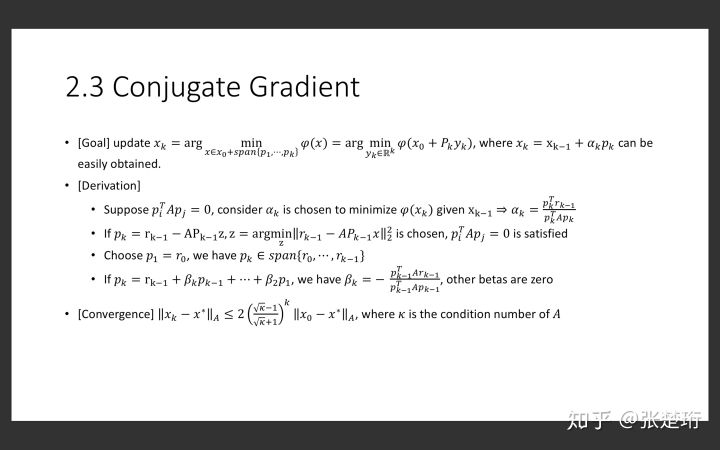 2.3 Conjugate Gradient
• [Goal] update $x_k = \arg \min_{x \in x_0 + span\{p_1,\cdots,p_k\}} \varphi(x) = \arg \min_{y_k \in \mathbb{R}^k} \varphi(x_0 + P_k y_k)$, where $x_k = \mathrm{x}_{k-1} + \alpha_k p_k$ can be
easily obtained.
• [Derivation]
• Suppose $p_i^T A p_j = 0$, consider $\alpha_k$ is chosen to minimize $\varphi(x_k)$ given $\mathrm{x}_{k-1} \Rightarrow \alpha_k = \frac{p_k^T r_{k-1}}{p_k^T A p_k}$
• If $p_k = \mathrm{r}_{k-1} - \mathrm{AP}_{k-1}\mathrm{z}, \mathrm{z} = \mathrm{argmin}_{\mathrm{z}} \|r_{k-1} - AP_{k-1}x\|_2^2$ is chosen, $p_i^T A p_j = 0$ is satisfied
• Choose $p_1 = r_0$, we have $p_k \in span\{r_0, \cdots, r_{k-1}\}$
• If $p_k = \mathrm{r}_{k-1} + \beta_k p_{k-1} + \cdots + \beta_2 p_1$, we have $\beta_k = - \frac{p_{k-1}^T A r_{k-1}}{p_{k-1}^T A p_{k-1}}$, other betas are zero
• [Convergence] $\|x_k - x^*\|_A \leq 2 \left(\frac{\sqrt{\kappa}-1}{\sqrt{\kappa}+1}\right)^k \|x_0 - x^*\|_A$, where $\kappa$ is the condition number of $A$
知乎 @张楚珩